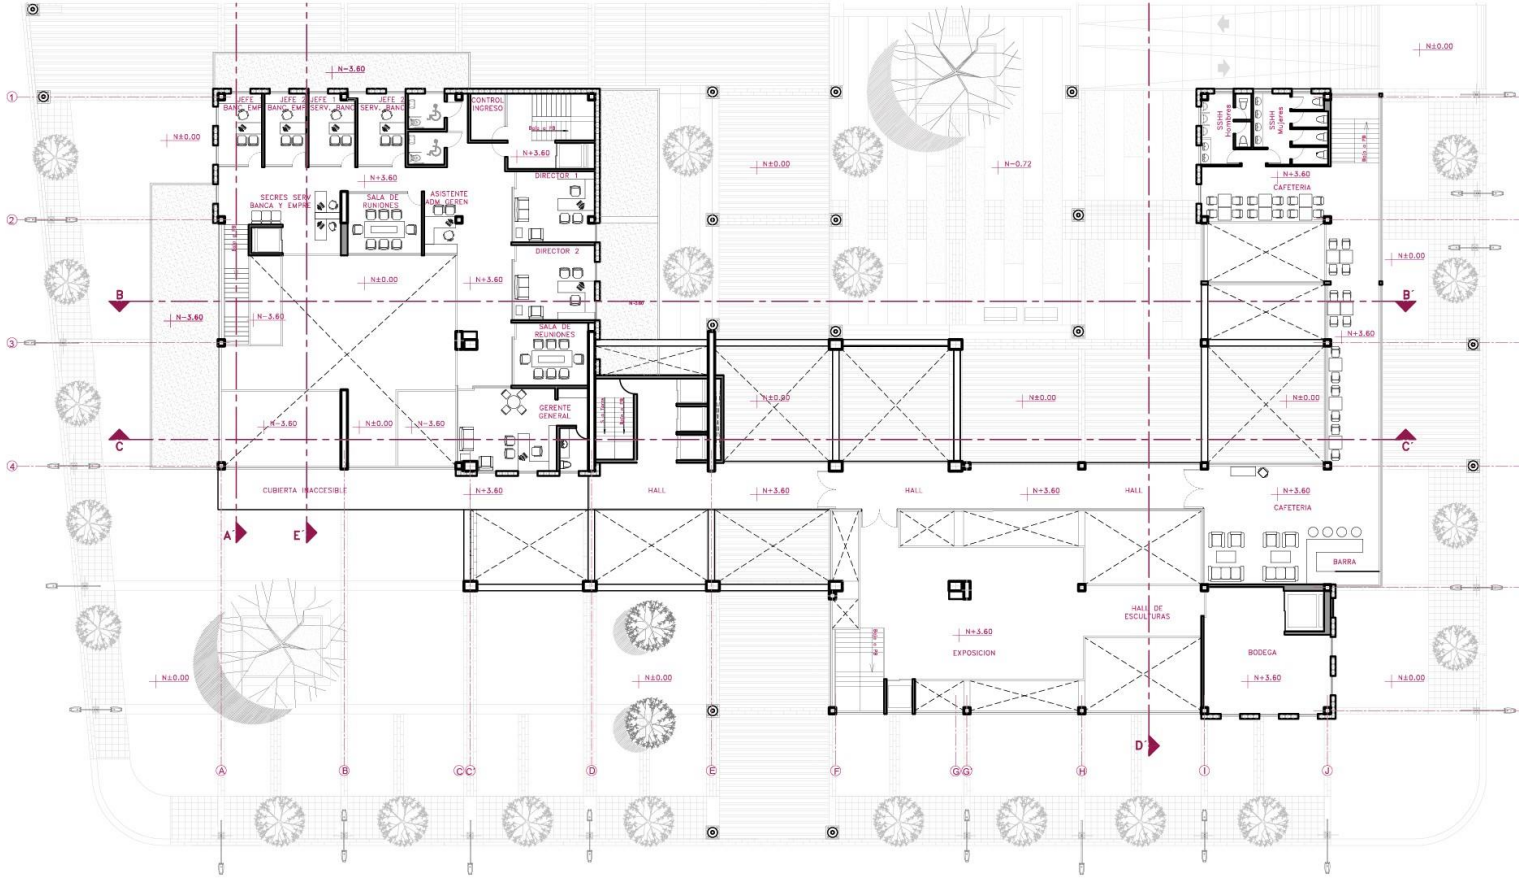 N-3.60
N±0.00
1
JEFE
BANC. EMP.
JEFE 2
BANC. EMP.
JEFE 1
SERV. BANC.
JEFE 2
SERV. BANC.
CONTROL
INGRESO
Baja a PB
SSHH
Hombres
SSHH
Mujeres
N±0.00
N+3.60
N±0.00
N-0.72
N+3.60
DIRECTOR 1
N+3.60
CAFETERIA
SECRES SERV
BANCA Y EMPRE
SALA DE
RUNIONES
ASISTENTE
ADM. GEREN
2
DIRECTOR 2
N±0.00
N±0.00
N+3.60
B
B´
N-3.60
N-3.60
SALA DE
REUNIONES
N+3.60
3
GERENTE
GENERAL
N±0.00
N±0.00
N±0.00
N-3.60
N±0.00
N-3.60
C
C´
4
CUBIERTA INACCESIBLE
N+3.60
HALL
N+3.60
HALL
N+3.60
HALL
N+3.60
CAFETERIA
A´
E´
BARRA
HALL DE
ESCULTURAS
N+3.60
EXPOSICION
BODEGA
N±0.00
N±0.00
N+3.60
N±0.00
D´
A
B
C
C'
D
E
F
G
G'
H
I
J